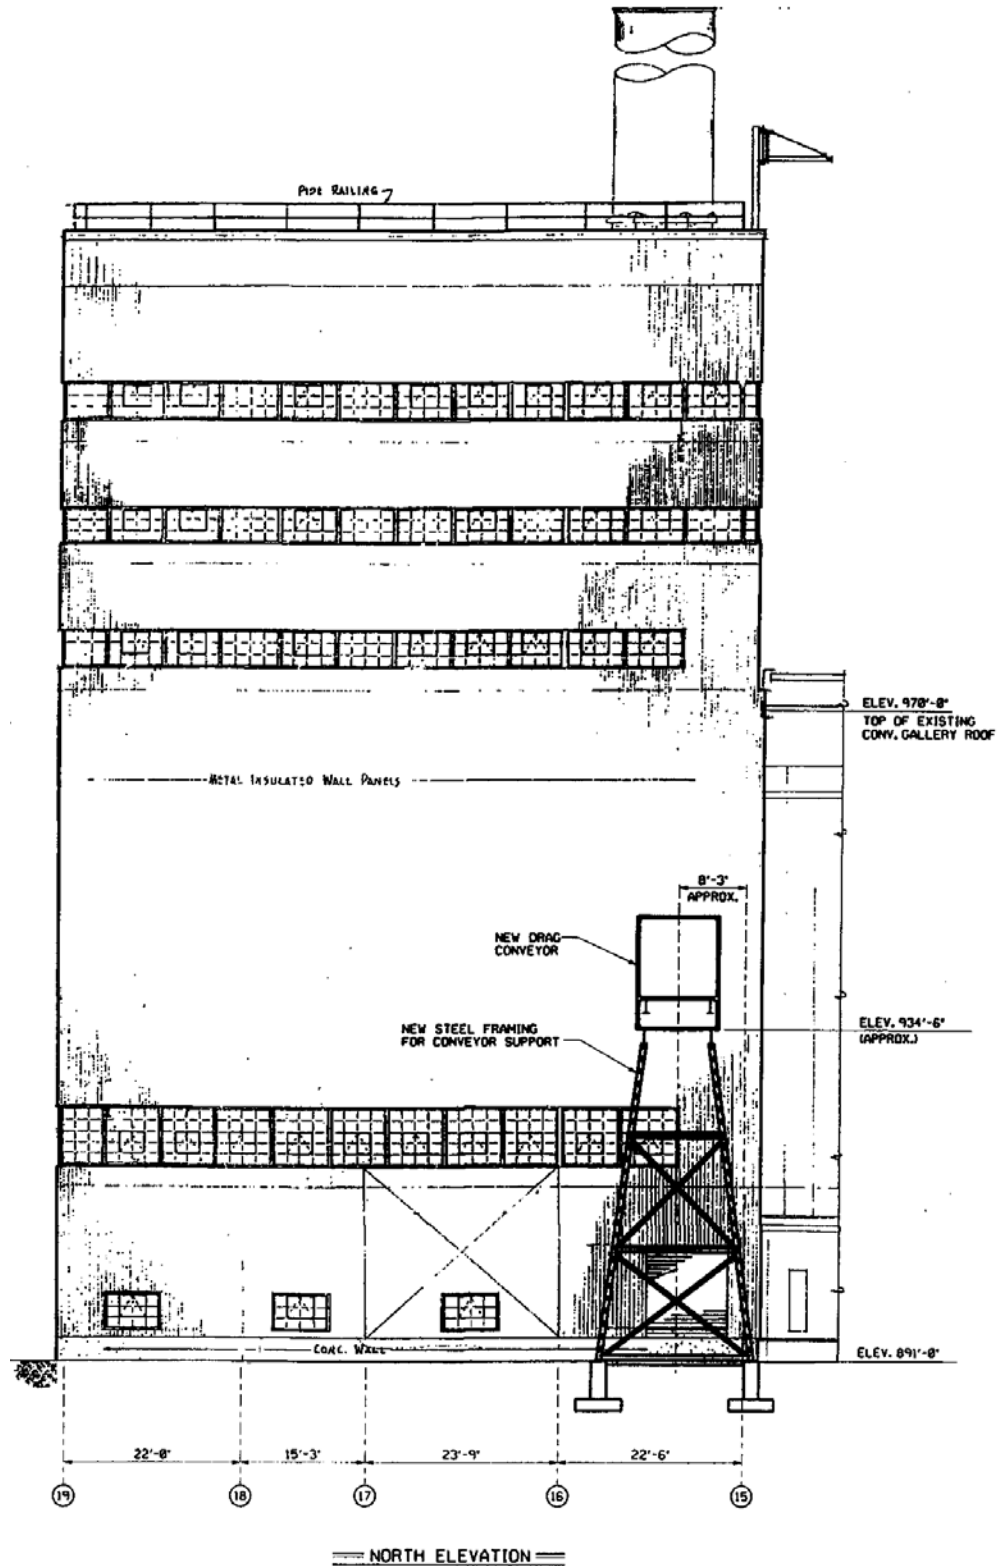 PIPE RAILING
ELEV. 970'-0"
TOP OF EXISTING
CONV. GALLERY ROOF
METAL INSULATED WALL PANELS
8'-3"
APPROX.
NEW DRAG
CONVEYOR
NEW STEEL FRAMING
FOR CONVEYOR SUPPORT
ELEV. 934'-6"
(APPROX.)
CONC. WALL
ELEV. 891'-0"
22'-0"
15'-3"
23'-9"
22'-6"
19
18
17
16
15
NORTH ELEVATION